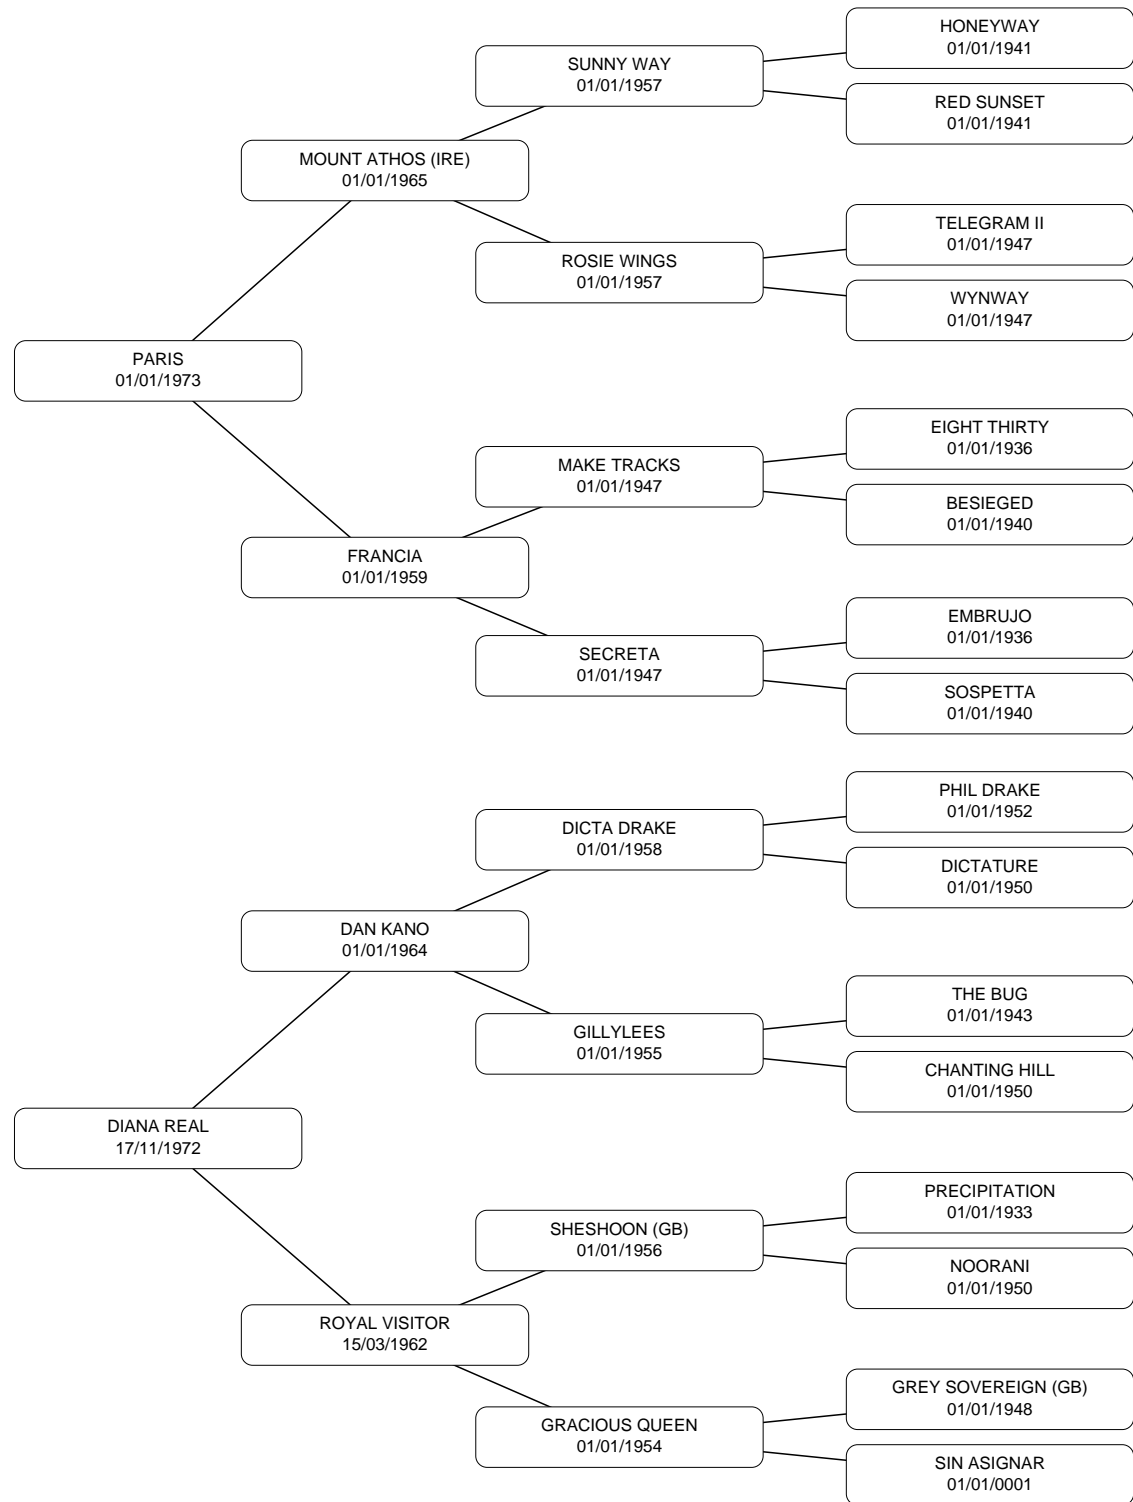 HONEYWAY
01/01/1941
SUNNY WAY
01/01/1957
RED SUNSET
01/01/1941
MOUNT ATHOS (IRE)
01/01/1965
TELEGRAM II
01/01/1947
ROSIE WINGS
01/01/1957
WYNWAY
01/01/1947
PARIS
01/01/1973
EIGHT THIRTY
01/01/1936
MAKE TRACKS
01/01/1947
BESIEGED
01/01/1940
FRANCIA
01/01/1959
EMBRUJO
01/01/1936
SECRETA
01/01/1947
SOSPETTA
01/01/1940
PHIL DRAKE
01/01/1952
DICTA DRAKE
01/01/1958
DICTATURE
01/01/1950
DAN KANO
01/01/1964
THE BUG
01/01/1943
GILLYLEES
01/01/1955
CHANTING HILL
01/01/1950
DIANA REAL
17/11/1972
PRECIPITATION
01/01/1933
SHESHOON (GB)
01/01/1956
NOORANI
01/01/1950
ROYAL VISITOR
15/03/1962
GREY SOVEREIGN (GB)
01/01/1948
GRACIOUS QUEEN
01/01/1954
SIN ASIGNAR
01/01/0001